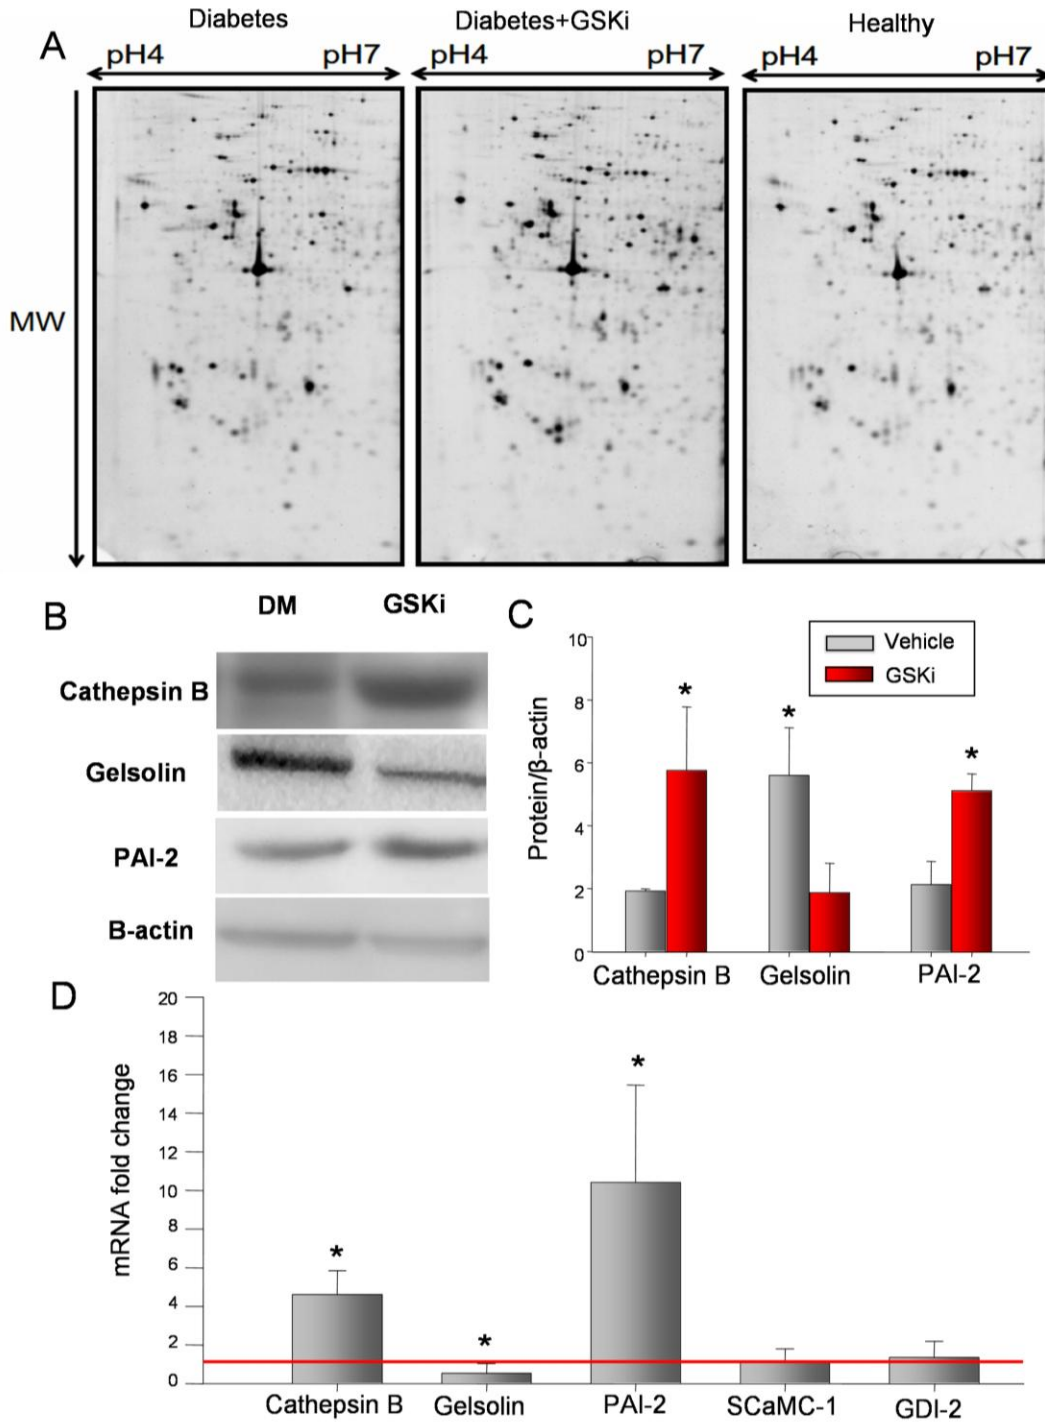 A
Diabetes
Diabetes+GSKi
Healthy
pH4 pH7
pH4 pH7
pH4 pH7
MW
B
DM GSKi
Cathepsin B
Gelsolin
PAI-2
B-actin
C
Vehicle
GSKi
Protein/β-actin
10
8
6
4
2
0
* * *
Cathepsin B Gelsolin PAI-2
D
mRNA fold change
20
18
16
14
12
10
8
6
4
2
0
* * *
Cathepsin B Gelsolin PAI-2 SCaMC-1 GDI-2